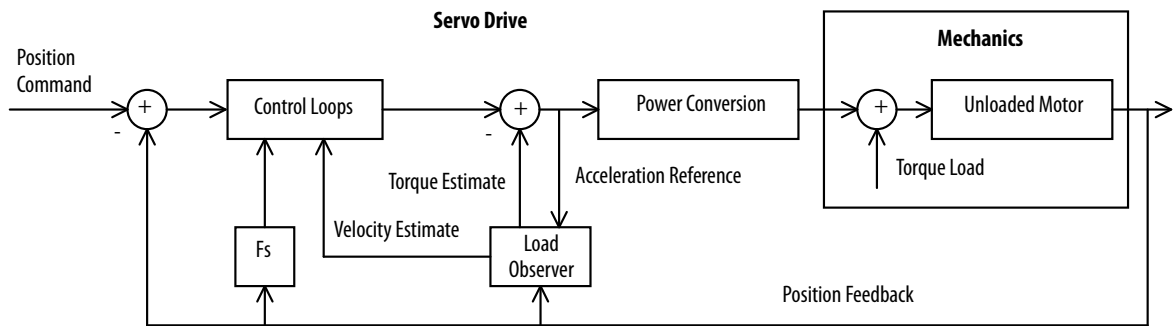 Servo Drive
Mechanics
Position
Command
+
-
Control Loops
+
-
Power Conversion
+
Unloaded Motor
Torque Estimate
Acceleration Reference
Torque Load
Fs
Velocity Estimate
Load
Observer
Position Feedback